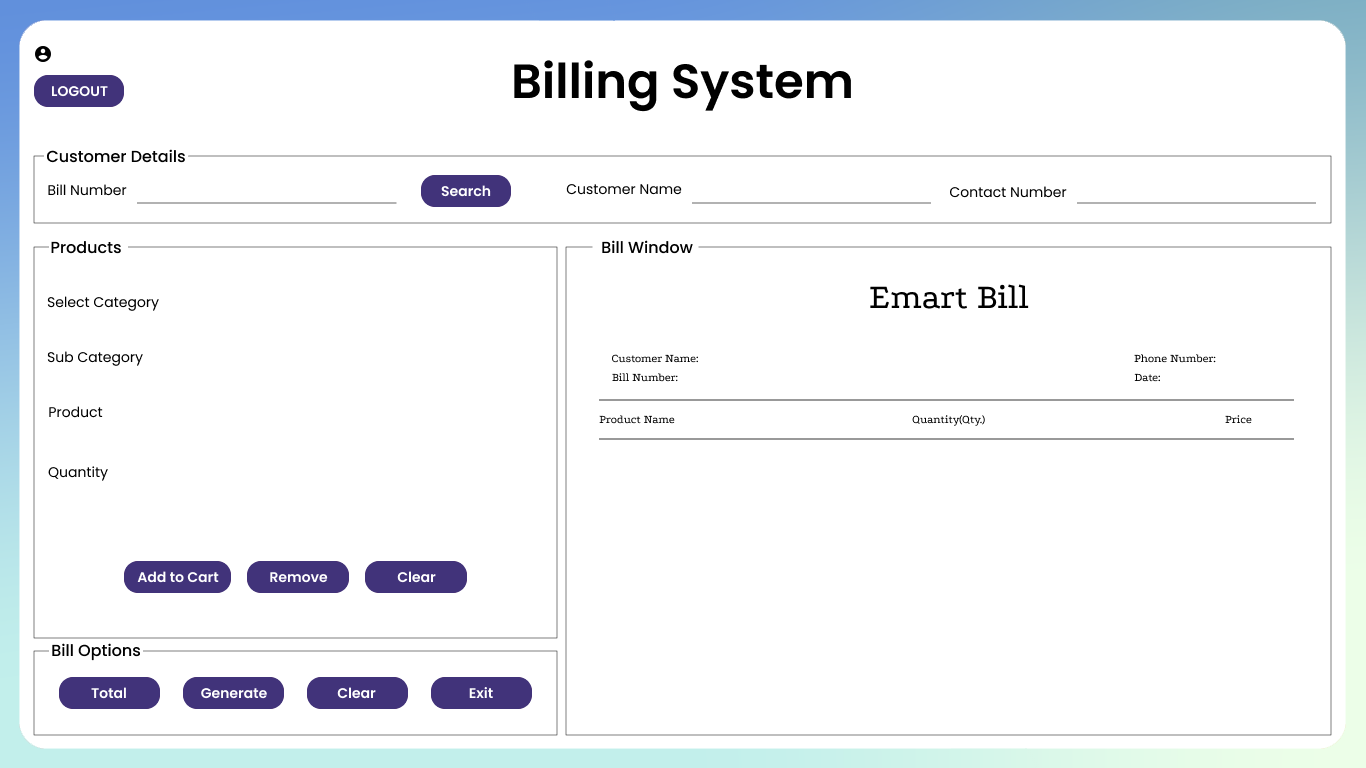 LOGOUT
Billing System
Customer Details
Bill Number
Search
Customer Name
Contact Number
Products
Select Category
Sub Category
Product
Quantity
Add to Cart
Remove
Clear
Bill Options
Total
Generate
Clear
Exit
Bill Window
Emart Bill
Customer Name:
Phone Number:
Bill Number:
Date:
Product Name
Quantity(Qty.)
Price